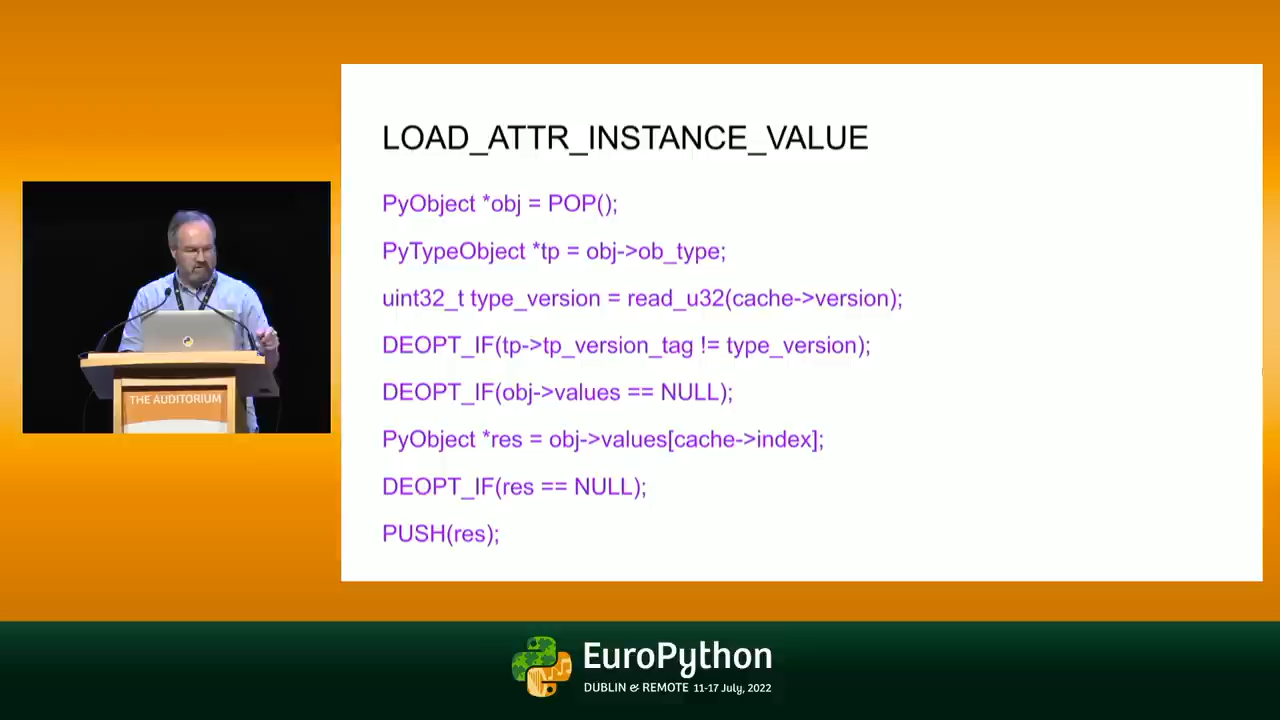 LOAD_ATTR_INSTANCE_VALUE
PyObject *obj = POP();
PyTypeObject *tp = obj->ob_type;
uint32_t type_version = read_u32(cache->version);
DEOPT_IF(tp->tp_version_tag != type_version);
DEOPT_IF(obj->values == NULL);
PyObject *res = obj->values[cache->index];
DEOPT_IF(res == NULL);
PUSH(res);
THE AUDITORIUM
EuroPython
DUBLIN & REMOTE 11-17 July, 2022